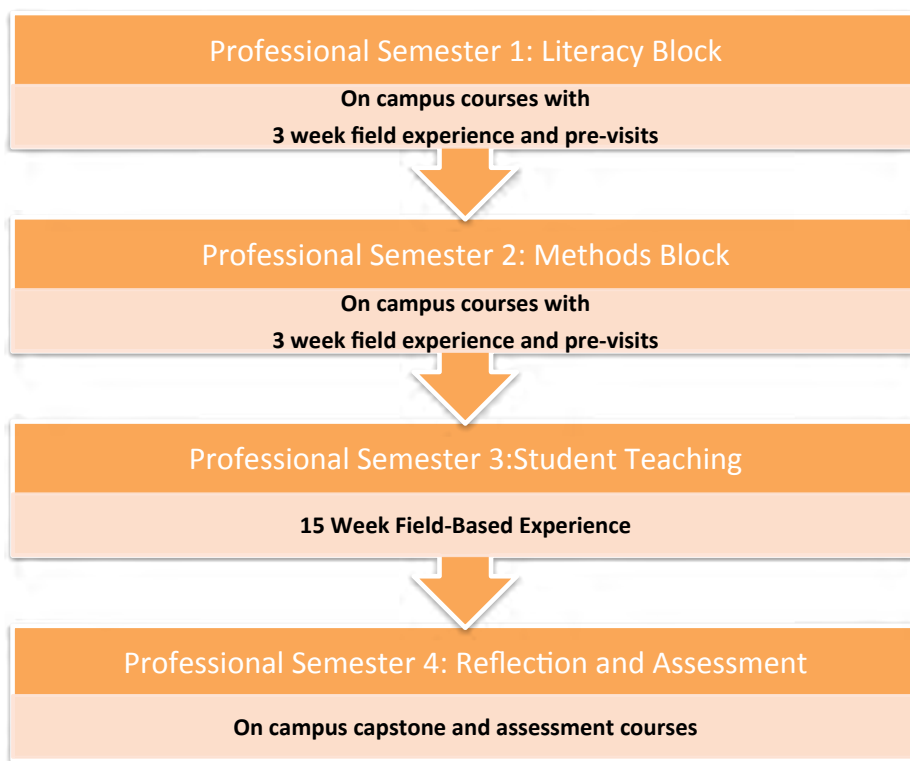 Professional Semester 1: Literacy Block
On campus courses with
3 week field experience and pre-visits
Professional Semester 2: Methods Block
On campus courses with
3 week field experience and pre-visits
Professional Semester 3:Student Teaching
15 Week Field-Based Experience
Professional Semester 4: Reflection and Assessment
On campus capstone and assessment courses